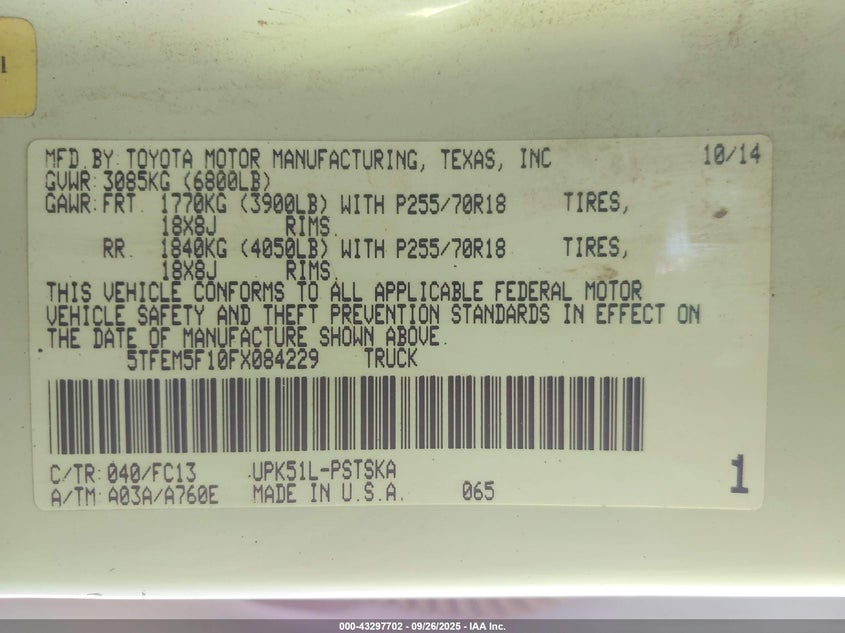 1
MFD. BY: TOYOTA MOTOR MANUFACTURING, TEXAS, INC 10/14
GVWR: 3085KG (6800LB)
GAWR: FRT. 1770KG (3900LB) WITH P255/70R18 TIRES,
18X8J RIMS.
RR. 1840KG (4050LB) WITH P255/70R18 TIRES,
18X8J RIMS.
THIS VEHICLE CONFORMS TO ALL APPLICABLE FEDERAL MOTOR
VEHICLE SAFETY AND THEFT PREVENTION STANDARDS IN EFFECT ON
THE DATE OF MANUFACTURE SHOWN ABOVE.
5TFEM5F10FX084229 TRUCK
C/TR: 040/FC13 UPK51L-PSTSKA
A/TM: A03A/A760E MADE IN U.S.A. 065 1
000-43297702 - 09/26/2025 - IAA Inc.